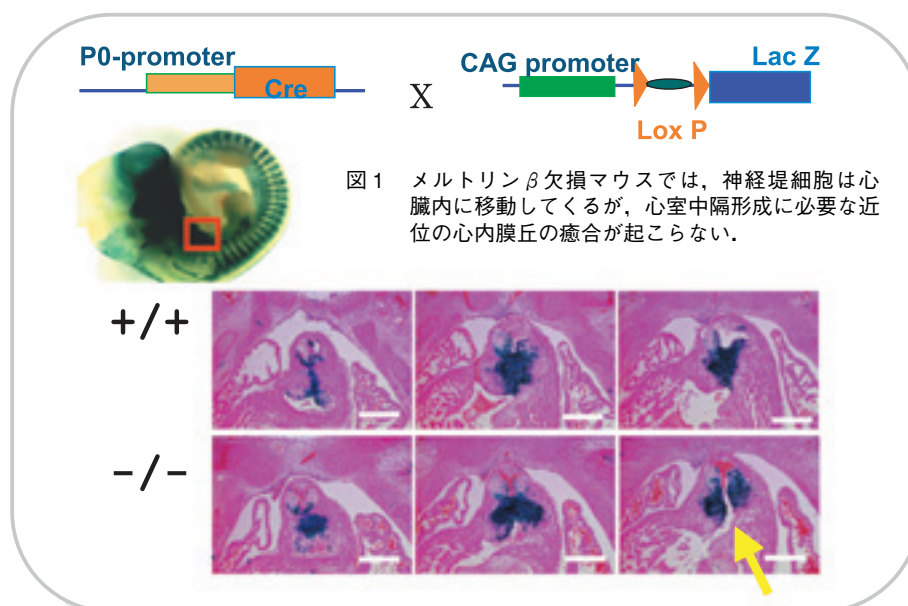 P0-promoter
Cre
X
CAG promoter
Lac Z
Lox P
図1 メルトリンβ欠損マウスでは，神経堤細胞は心
臓内に移動してくるが，心室中隔形成に必要な近
位の心内膜丘の癒合が起こらない．
+/+
-/-